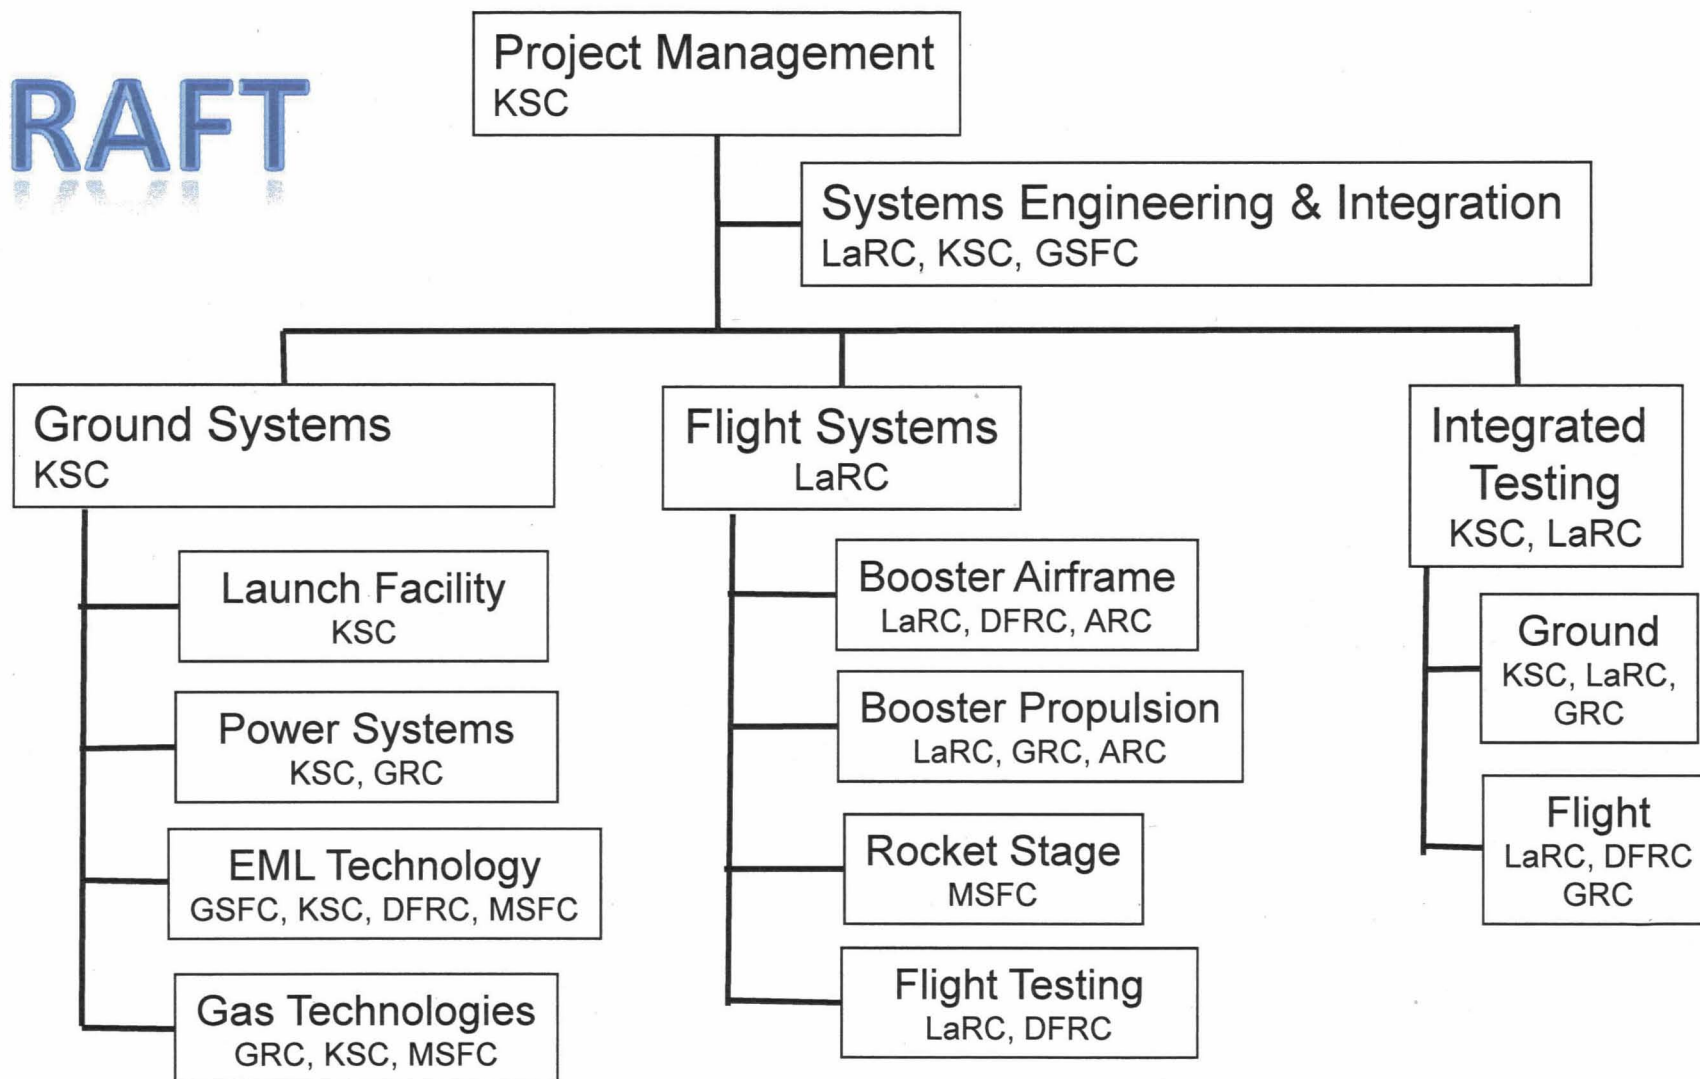 RAFT
Project Management
KSC
Systems Engineering & Integration
LaRC, KSC, GSFC
Ground Systems
KSC
Launch Facility
KSC
Power Systems
KSC, GRC
EML Technology
GSFC, KSC, DFRC, MSFC
Gas Technologies
GRC, KSC, MSFC
Flight Systems
LaRC
Booster Airframe
LaRC, DFRC, ARC
Booster Propulsion
LaRC, GRC, ARC
Rocket Stage
MSFC
Flight Testing
LaRC, DFRC
Integrated
Testing
KSC, LaRC
Ground
KSC, LaRC,
GRC
Flight
LaRC, DFRC
GRC